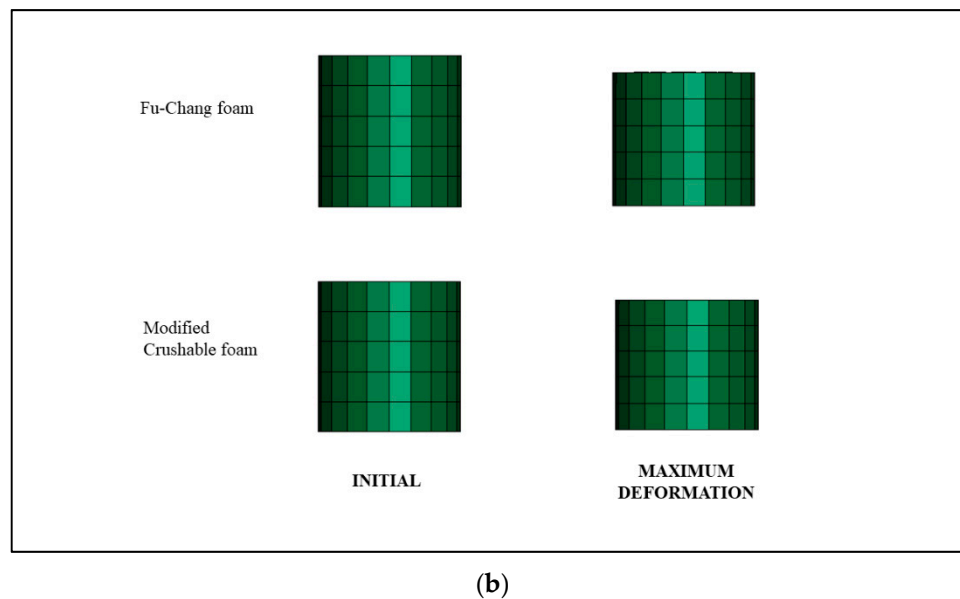 Fu-Chang foam
Modified
Crushable foam
INITIAL
MAXIMUM
DEFORMATION
(b)